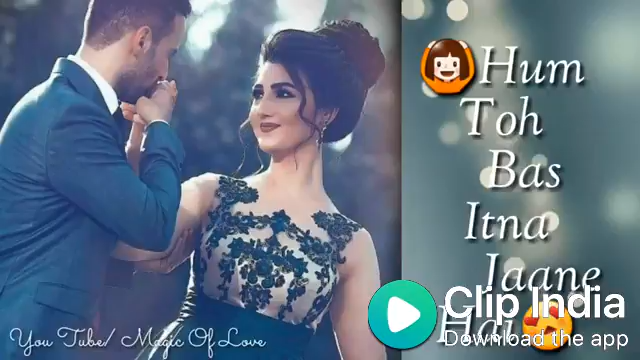 Hum
Toh
Bas
Itna
Jaane
Hai
Clip India
Download the app
You Tube/ Magic Of Love